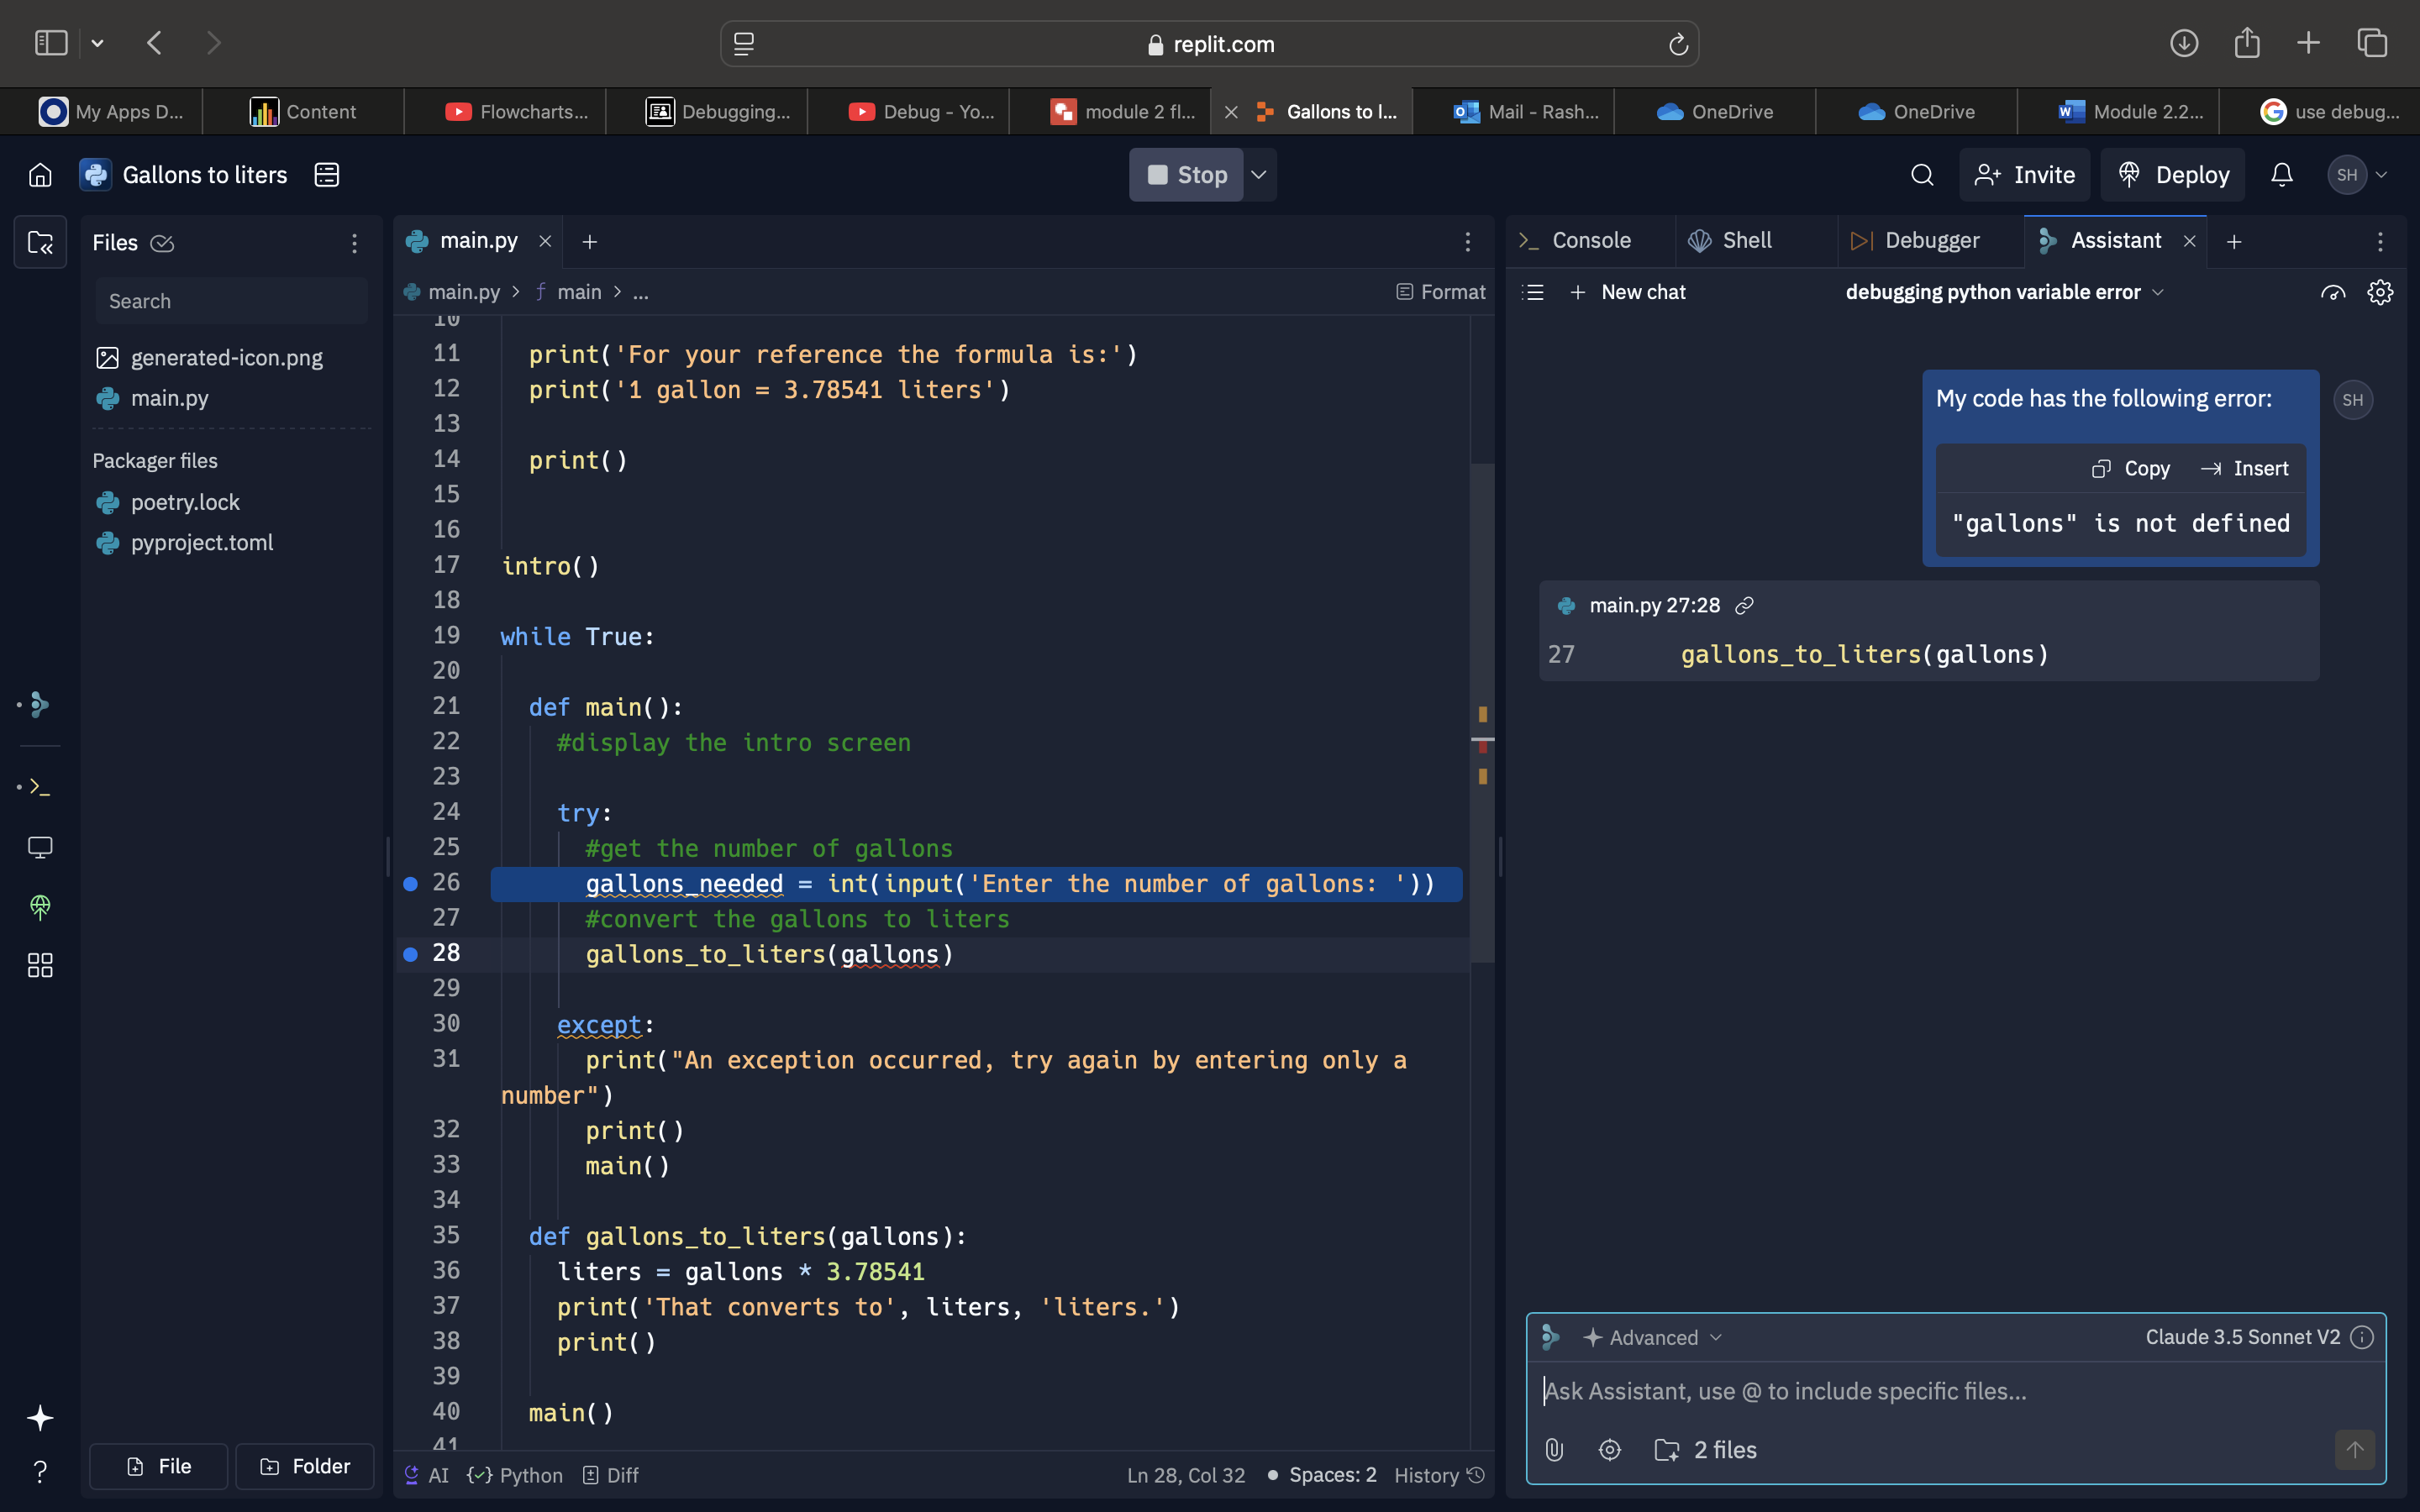 replit.com
My Apps D...
Content
Flowcharts...
Debugging...
Debug - Yo...
module 2 fl...
Gallons to l...
Mail - Rash...
OneDrive
OneDrive
Module 2.2...
use debug...
Gallons to liters
Stop
Invite
Deploy
SH
Files
Search
generated-icon.png
main.py
Packager files
poetry.lock
pyproject.toml
File
Folder
main.py
main.py > f main > ...
Format
10
11 print('For your reference the formula is:')
12 print('1 gallon = 3.78541 liters')
13
14 print()
15
16
17 intro()
18
19 while True:
20
21 def main():
22 #display the intro screen
23
24 try:
25 #get the number of gallons
26 gallons_needed = int(input('Enter the number of gallons: '))
27 #convert the gallons to liters
28 gallons_to_liters(gallons)
29
30 except:
31 print("An exception occurred, try again by entering only a
number")
32 print()
33 main()
34
35 def gallons_to_liters(gallons):
36 liters = gallons * 3.78541
37 print('That converts to', liters, 'liters.')
38 print()
39
40 main()
41
AI
Python
Diff
Ln 28, Col 32
Spaces: 2
History
Console
Shell
Debugger
Assistant
New chat
debugging python variable error
My code has the following error:
SH
Copy
Insert
"gallons" is not defined
main.py 27:28
27 gallons_to_liters(gallons)
Advanced
Claude 3.5 Sonnet V2
Ask Assistant, use @ to include specific files...
2 files